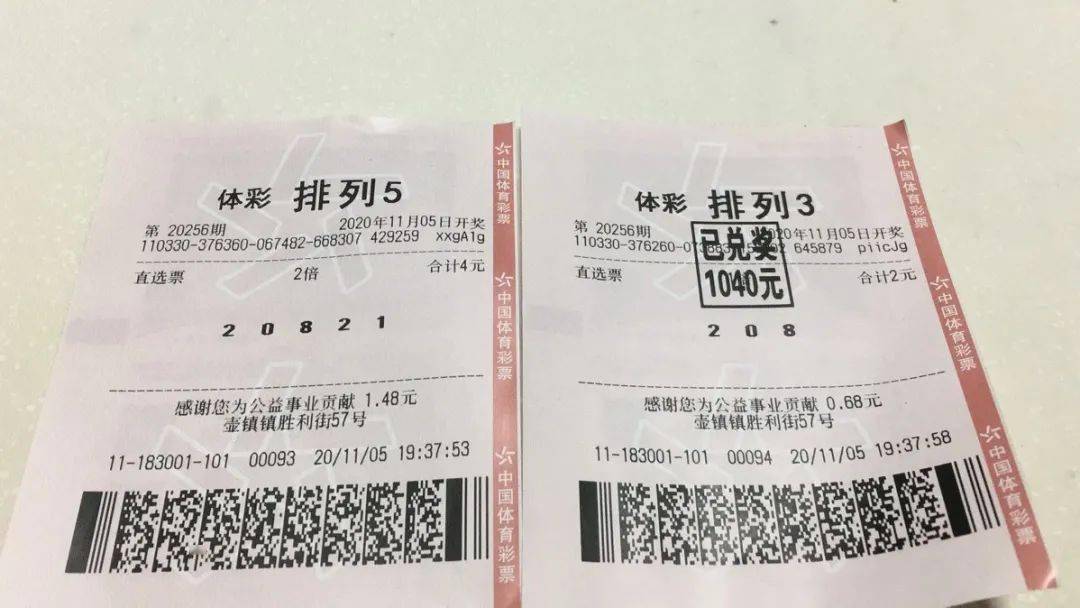 体彩 排列5
第 20256期 2020年11月05日开奖
110330-376360-067482-668307 429259 xxgA1g
直选票 2倍 合计4元
2 0 8 2 1
感谢您为公益事业贡献 1.48元
壶镇镇胜利街57号
11-183001-101 00093 20/11/05 19:37:53
中国体育彩票
中国体育彩票
中国体育彩票
体彩 排列3
第 20256期 2020年11月05日开奖
110330-376260-07 02 645879 piicJg
已兑奖
1040元
直选票 合计2元
2 0 8
感谢您为公益事业贡献 0.68元
壶镇镇胜利街57号
11-183001-101 00094 20/11/05 19:37:58
中国体育彩票
中国体育彩票
中国体育彩票